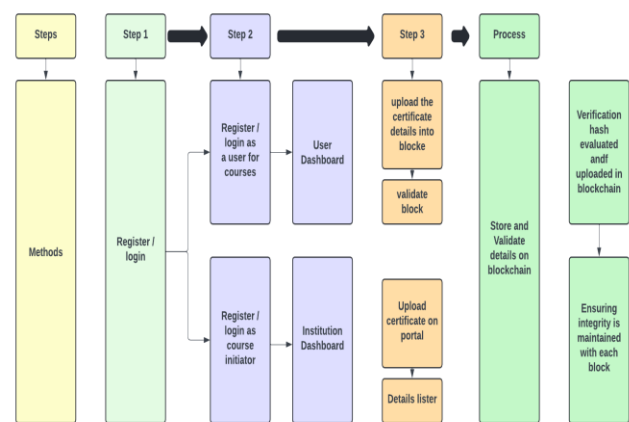 Steps
Step 1
Step 2
Step 3
Process
Methods
Register /
login
Register /
login as
a user for
courses
User
Dashboard
upload the
certificate
details into
blocke
validate
block
Register /
login as
course
initiator
Institution
Dashboard
Upload
certificate on
portal
Details lister
Store and
Validate
details on
blockchain
Verification
hash
evaluated
andf
uploaded in
blockchain
Ensuring
integrity is
maintained
with each
block